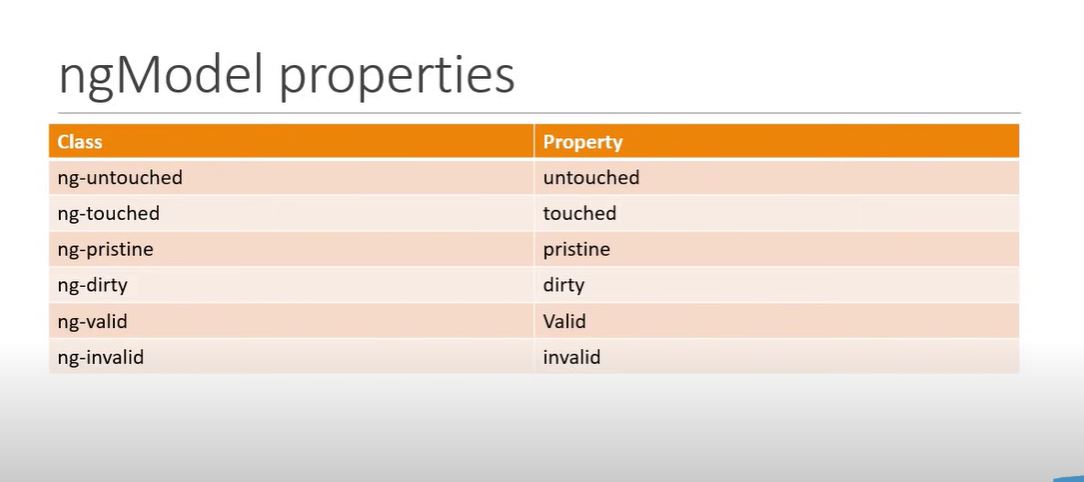 ngModel properties
Class Property
ng-untouched untouched
ng-touched touched
ng-pristine pristine
ng-dirty dirty
ng-valid Valid
ng-invalid invalid